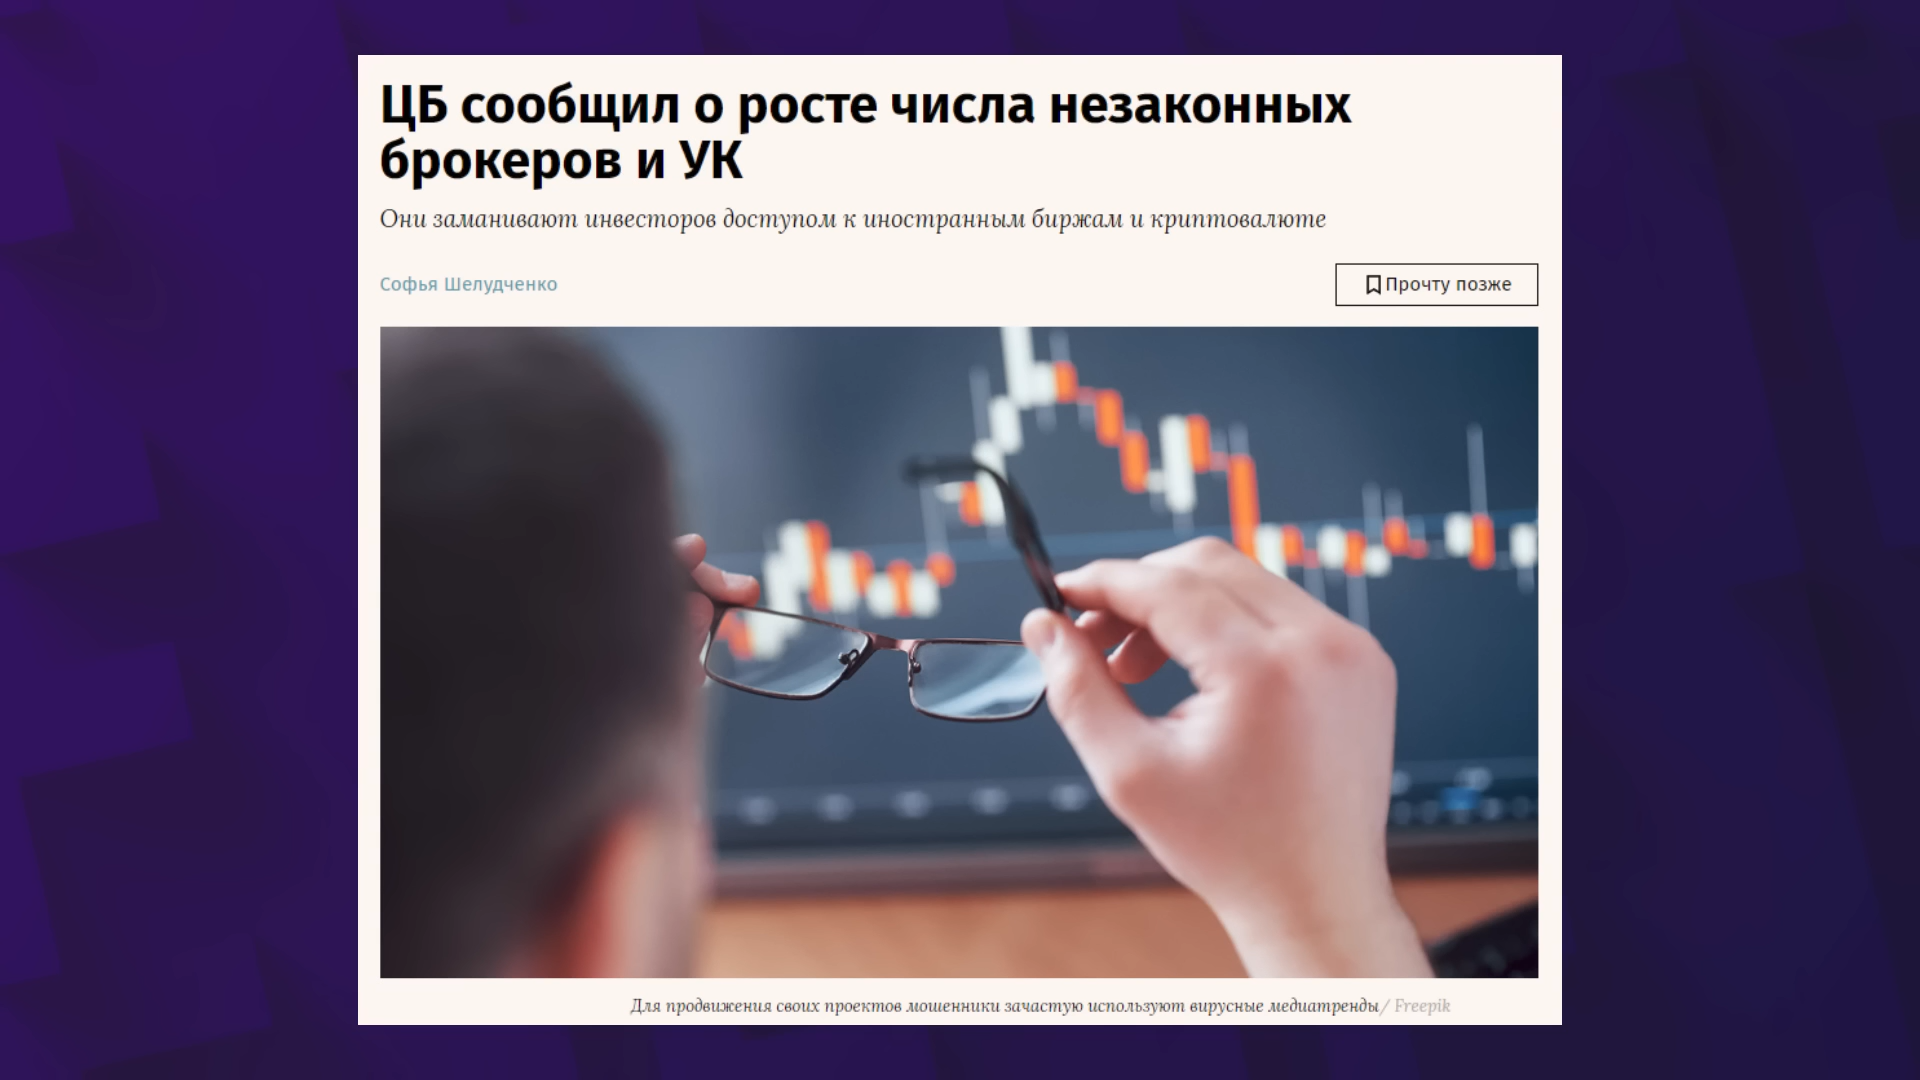 ЦБ сообщил о росте числа незаконных
брокеров и УК
Они заманивают инвесторов доступом к иностранным биржам и криптовалюте
Софья Шелудченко
Прочту позже
Для продвижения своих проектов мошенники зачастую используют вирусные медиатренды / Freepik